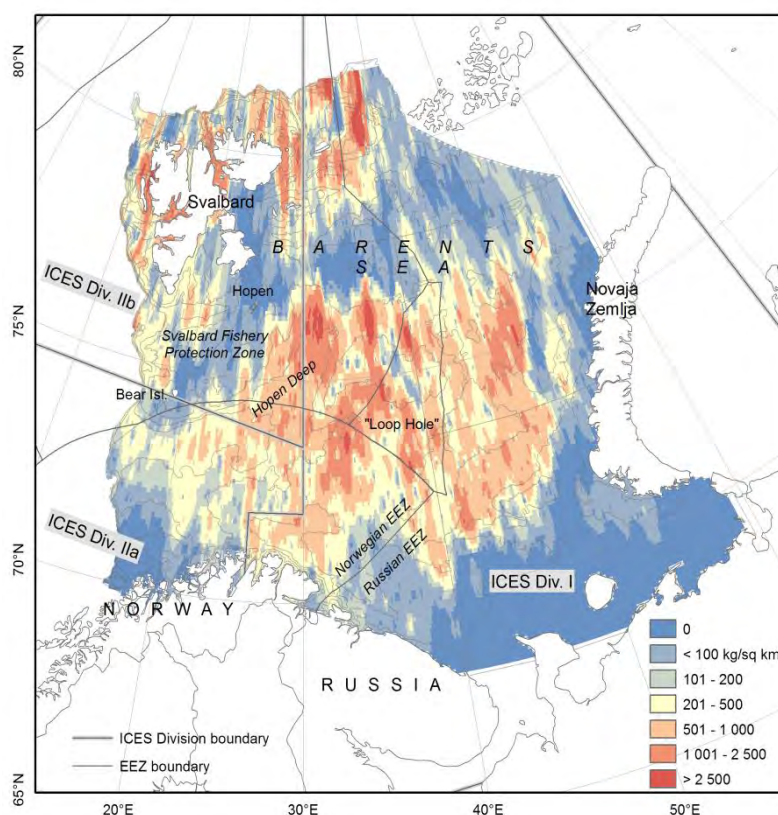 80°N
75°N
70°N
65°N
Svalbard
B A R E N T S
S E A
ICES Div. IIb
Hopen
Novaja
Zemlja
Svalbard Fishery
Protection Zone
Bear Isl.
Hopen Deep
"Loop Hole"
ICES Div. IIa
Norwegian EEZ
Russian EEZ
ICES Div. I
N O R W A Y
R U S S I A
0
< 100 kg/sq km
101 - 200
201 - 500
501 - 1 000
1 001 - 2 500
> 2 500
ICES Division boundary
EEZ boundary
20°E
30°E
40°E
50°E